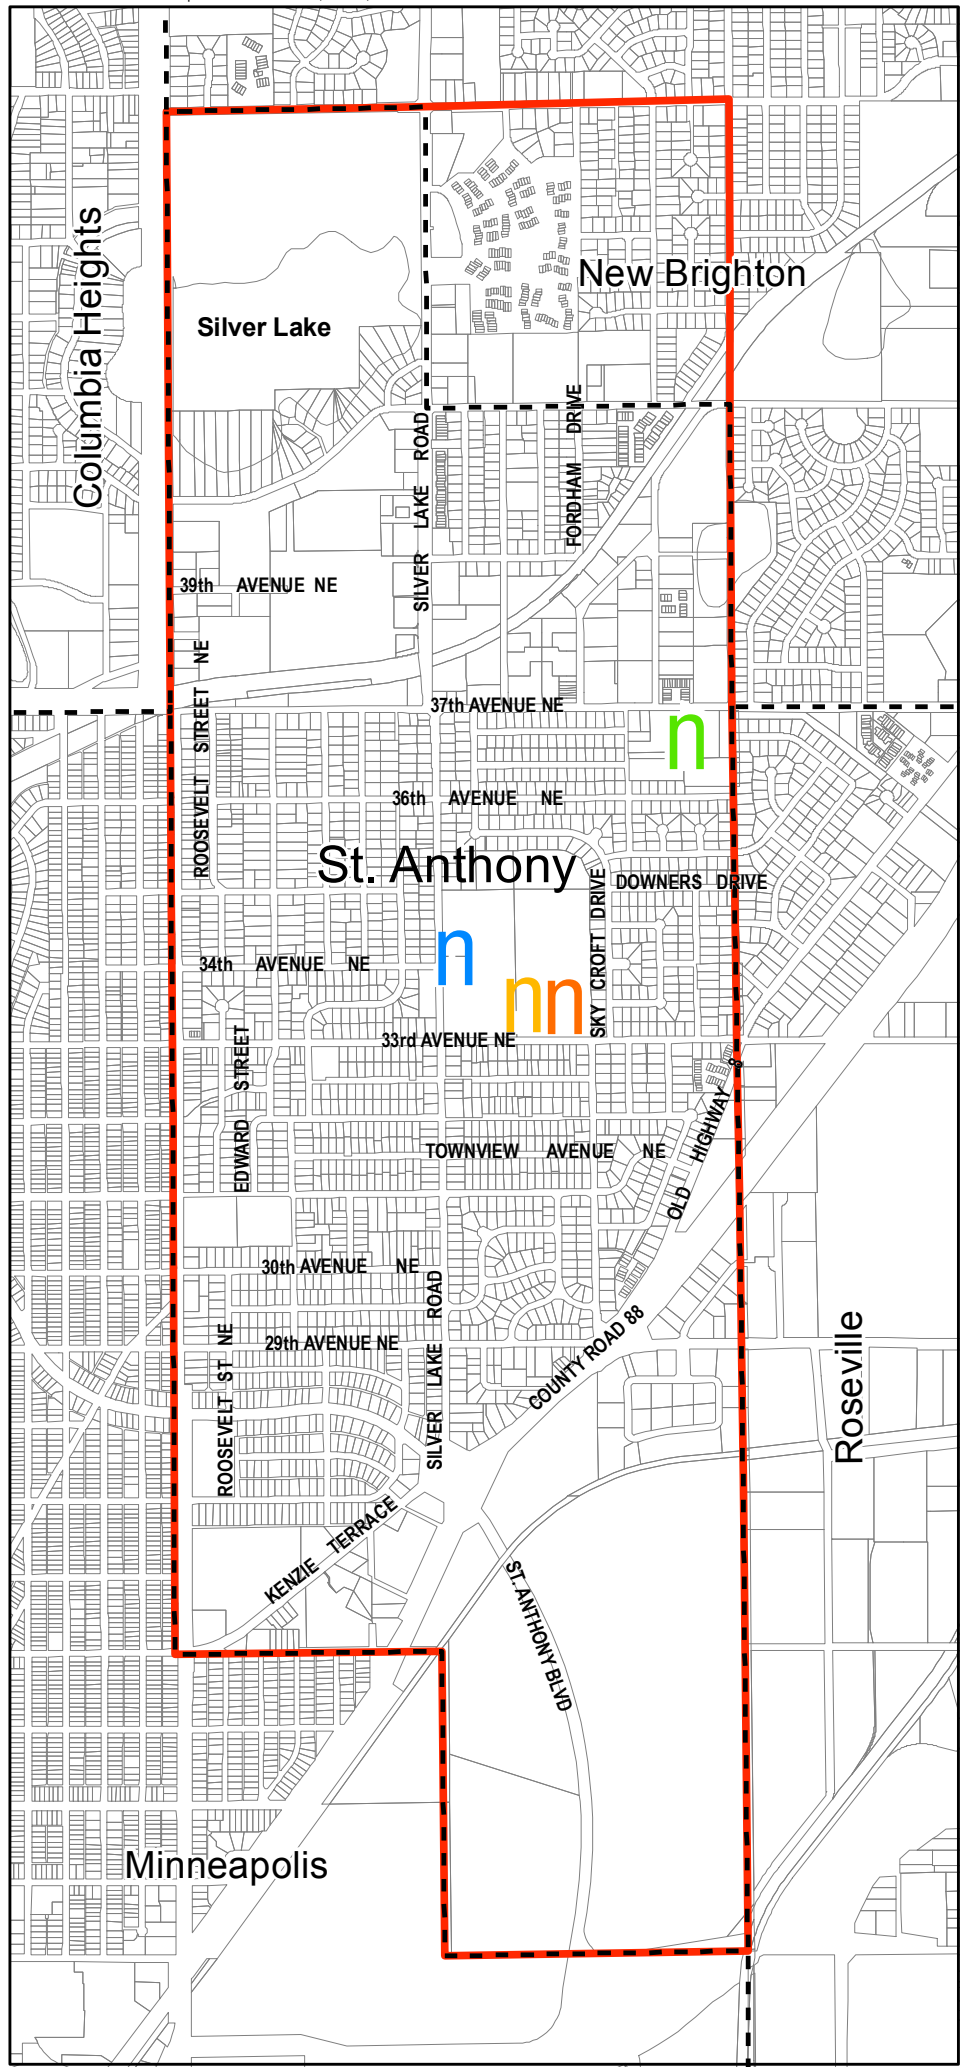 New Brighton
Columbia Heights
Silver Lake
SILVER LAKE ROAD
FORDHAM DRIVE
39th AVENUE NE
ROOSEVELT STREET NE
37th AVENUE NE
n
36th AVENUE NE
St. Anthony
DOWNERS DRIVE
SKY CROFT DRIVE
n
34th AVENUE NE
n
n
33rd AVENUE NE
EDWARD STREET
OLD HIGHWAY 8
TOWNVIEW AVENUE NE
30th AVENUE NE
SILVER LAKE ROAD
29th AVENUE NE
ROOSEVELT ST NE
COUNTY ROAD 88
Roseville
KENZIE TERRACE
ST. ANTHONY BLVD
Minneapolis